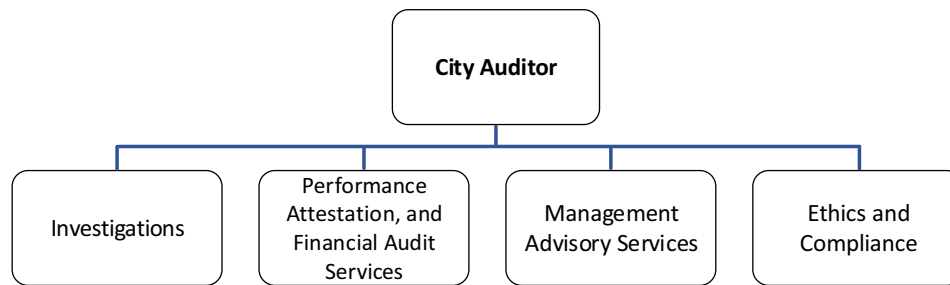 City Auditor
Investigations
Performance
Attestation, and
Financial Audit
Services
Management
Advisory Services
Ethics and
Compliance